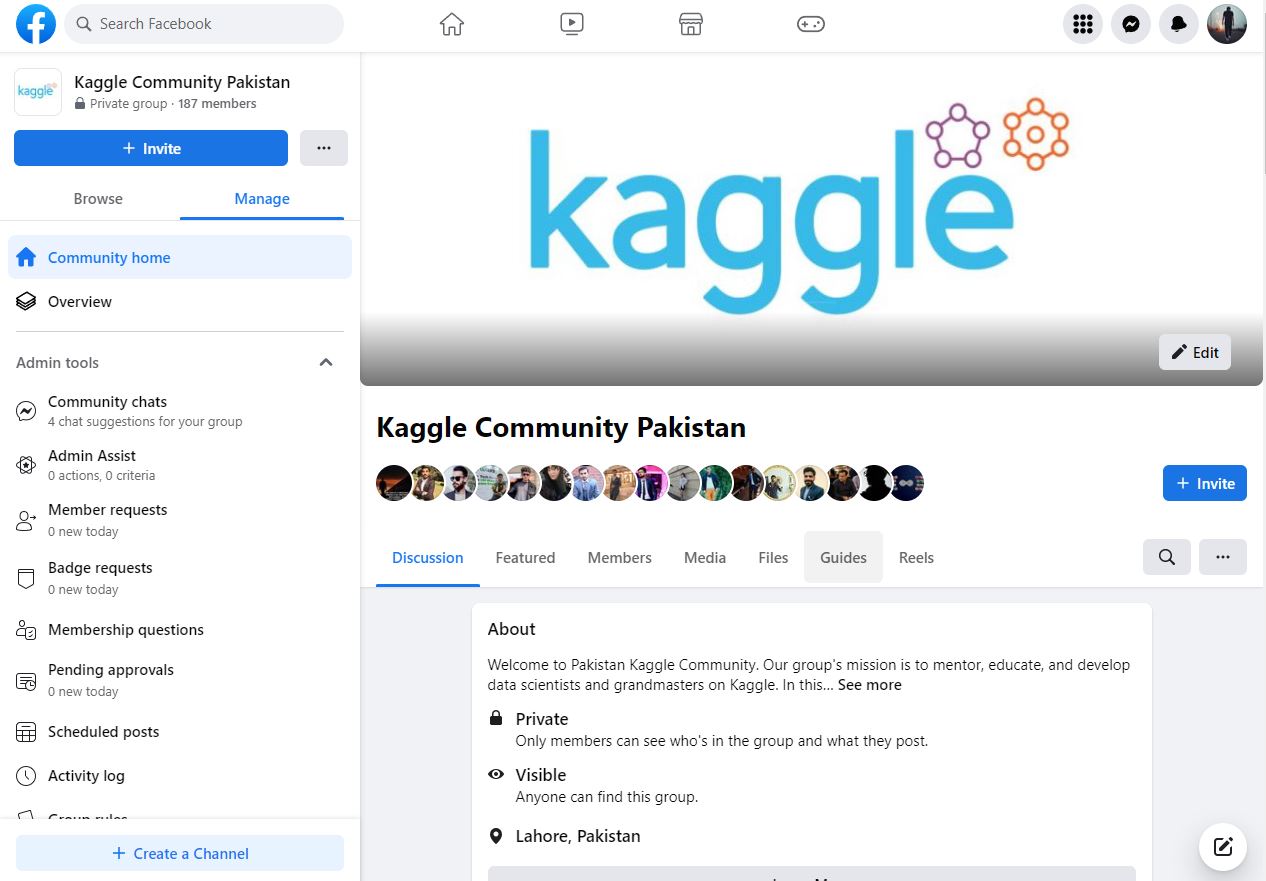 Search Facebook
kaggle
Kaggle Community Pakistan
Private group · 187 members
+ Invite
Browse
Manage
Community home
Overview
Admin tools
Community chats
4 chat suggestions for your group
Admin Assist
0 actions, 0 criteria
Member requests
0 new today
Badge requests
0 new today
Membership questions
Pending approvals
0 new today
Scheduled posts
Activity log
Group rules
+ Create a Channel
kaggle
Edit
Kaggle Community Pakistan
+ Invite
Discussion
Featured
Members
Media
Files
Guides
Reels
About
Welcome to Pakistan Kaggle Community. Our group's mission is to mentor, educate, and develop
data scientists and grandmasters on Kaggle. In this... See more
Private
Only members can see who's in the group and what they post.
Visible
Anyone can find this group.
Lahore, Pakistan